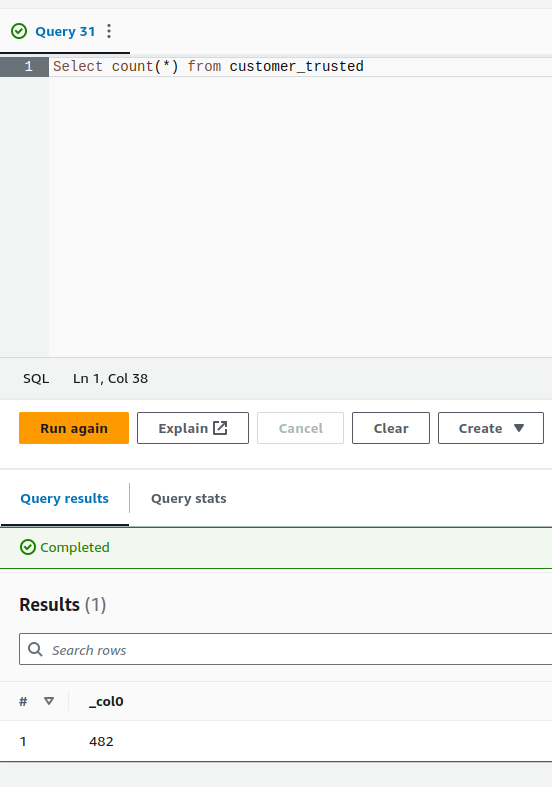 Query 31
1 Select count(*) from customer_trusted
SQL Ln 1, Col 38
Run again Explain Cancel Clear Create
Query results Query stats
Completed
Results (1)
Search rows
# _col0
1 482